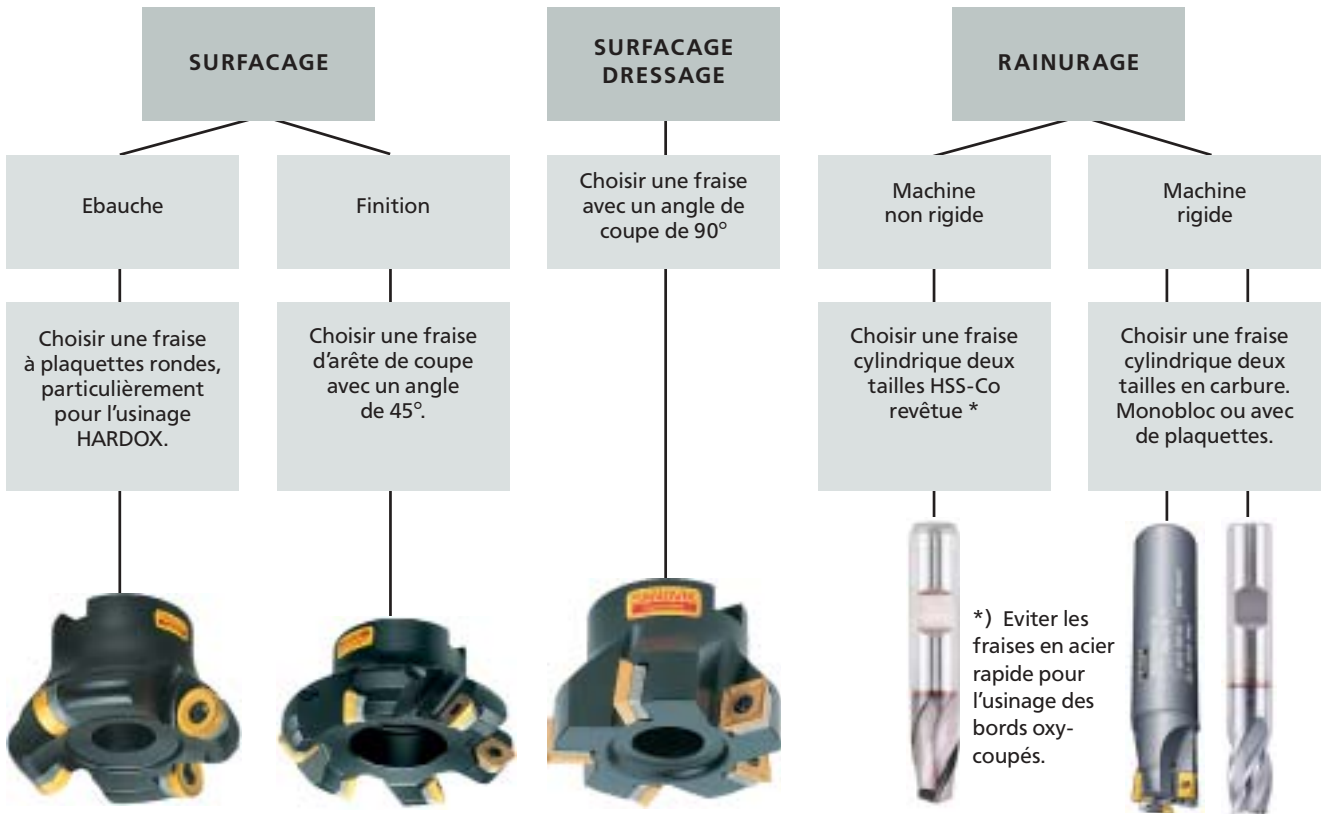 SURFACAGE
SURFACAGE
DRESSAGE
RAINURAGE
Ebauche
Finition
Choisir une fraise
avec un angle de
coupe de 90°
Machine
non rigide
Machine
rigide
Choisir une fraise
à plaquettes rondes,
particulièrement
pour l'usinage
HARDOX.
Choisir une fraise
d'arête de coupe
avec un angle
de 45°.
Choisir une fraise
cylindrique deux
tailles HSS-Co
revêtue *
Choisir une fraise
cylindrique deux
tailles en carbure.
Monobloc ou avec
de plaquettes.
SANDVIK
*) Eviter les
fraises en acier
rapide pour
l'usinage des
bords oxy-
coupés.